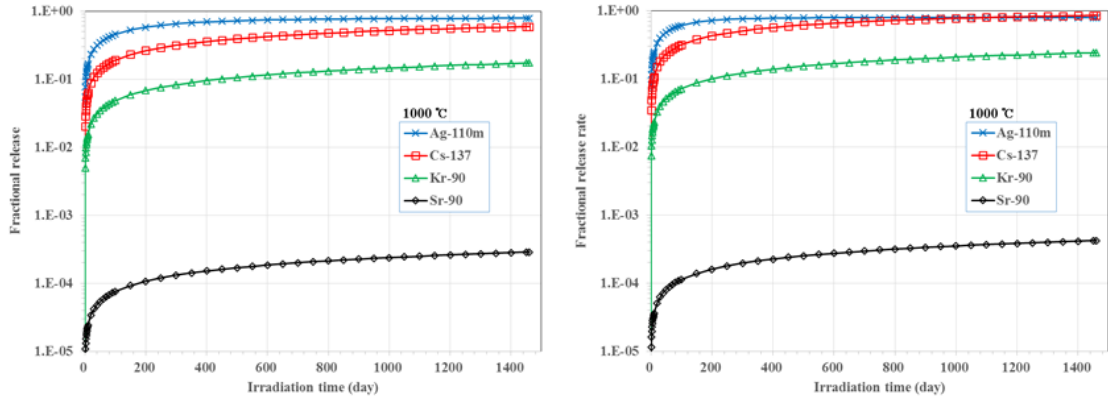 1.E+00
1.E-01
1.E-02
1.E-03
1.E-04
1.E-05
Fractional release
1000 ℃
Ag-110m
Cs-137
Kr-90
Sr-90
0 200 400 600 800 1000 1200 1400
Irradiation time (day)
1.E+00
1.E-01
1.E-02
1.E-03
1.E-04
1.E-05
Fractional release rate
1000 ℃
Ag-110m
Cs-137
Kr-90
Sr-90
0 200 400 600 800 1000 1200 1400
Irradiation time (day)